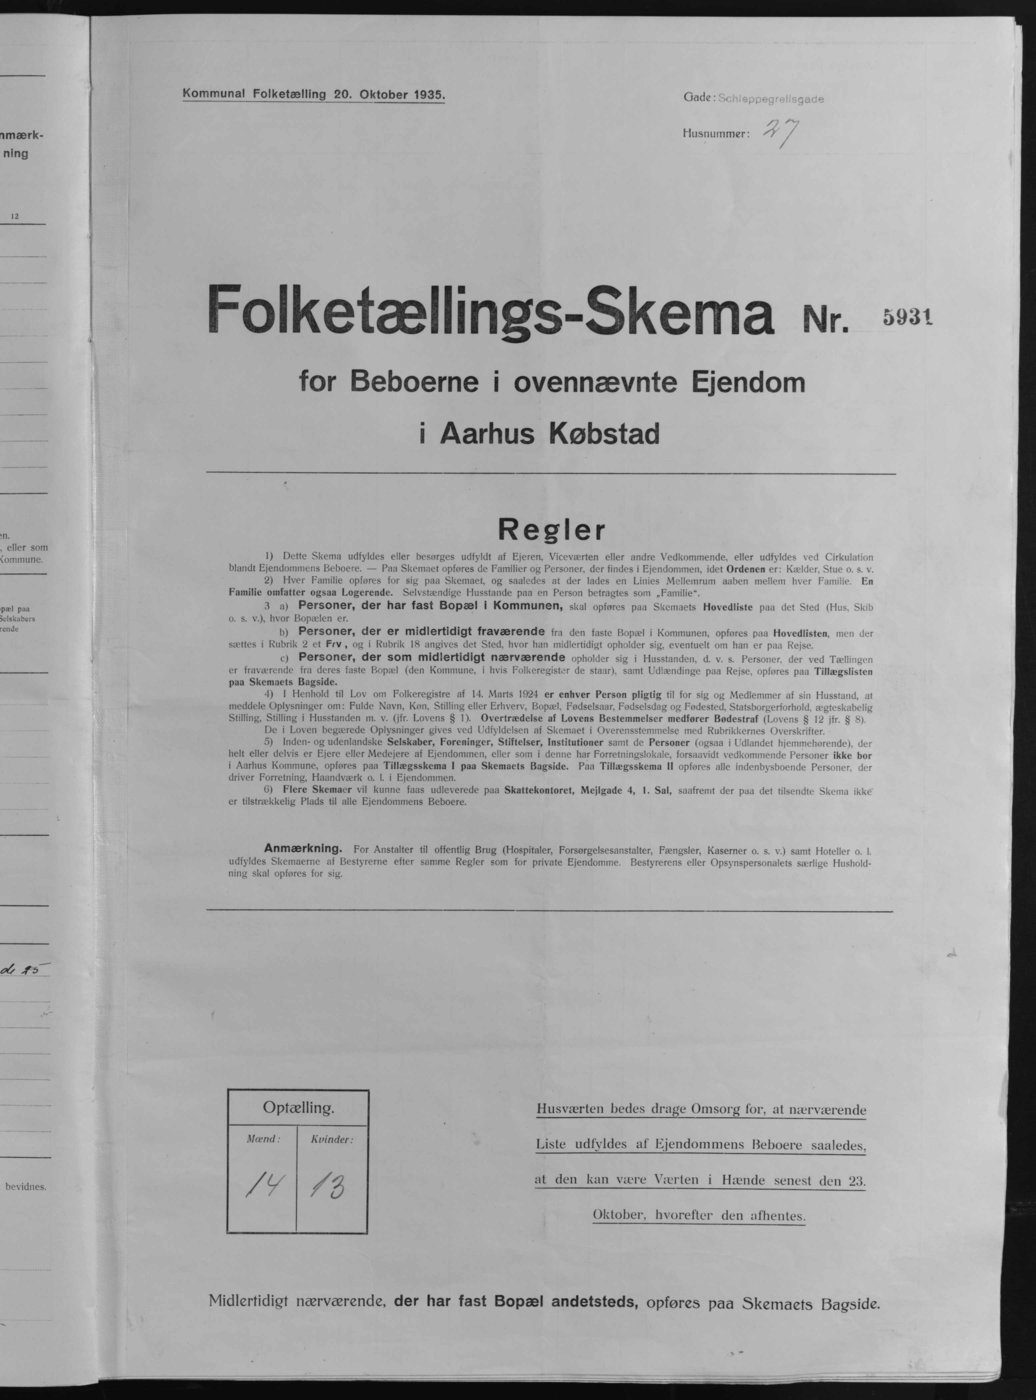 nmærk-
ning
12
en.
, eller som
Kommune.
opæl paa
Selskabers
rende
25
bevidnes.
Kommunal Folketælling 20. Oktober 1935.
Gade: Schleppegrellsgade
Husnummer: 27
Folketællings-Skema Nr. 5931
for Beboerne i ovennævnte Ejendom
i Aarhus Købstad
Regler
1) Dette Skema udfyldes eller besørges udfyldt af Ejeren, Viceværten eller andre Vedkommende, eller udfyldes ved Cirkulation
blandt Ejendommens Beboere. — Paa Skemaet opføres de Familier og Personer, der findes i Ejendommen, idet Ordenen er: Kælder, Stue o. s. v.
2) Hver Familie opføres for sig paa Skemaet, og saaledes at der lades en Linies Mellemrum aaben mellem hver Familie. En
Familie omfatter ogsaa Logerende. Selvstændige Husstande paa en Person betragtes som „Familie“.
3 a) Personer, der har fast Bopæl i Kommunen, skal opføres paa Skemaets Hovedliste paa det Sted (Hus, Skib
o. s. v.), hvor Bopælen er.
b) Personer, der er midlertidigt fraværende fra den faste Bopæl i Kommunen, opføres paa Hovedlisten, men der
sættes i Rubrik 2 et Frv, og i Rubrik 18 angives det Sted, hvor han midlertidigt opholder sig, eventuelt om han er paa Rejse.
c) Personer, der som midlertidigt nærværende opholder sig i Husstanden, d. v. s. Personer, der ved Tællingen
er fraværende fra deres faste Bopæl (den Kommune, i hvis Folkeregister de staar), samt Udlændinge paa Rejse, opføres paa Tillægslisten
paa Skemaets Bagside.
4) I Henhold til Lov om Folkeregistre af 14. Marts 1924 er enhver Person pligtig til for sig og Medlemmer af sin Husstand, at
meddele Oplysninger om: Fulde Navn, Køn, Stilling eller Erhverv, Bopæl, Fødselsaar, Fødselsdag og Fødested, Statsborgerforhold, ægteskabelig
Stilling, Stilling i Husstanden m. v. (jfr. Lovens § 1). Overtrædelse af Lovens Bestemmelser medfører Bødestraf (Lovens § 12 jfr. § 8).
De i Loven begærede Oplysninger gives ved Udfyldelsen af Skemaet i Overensstemmelse med Rubrikkernes Overskrifter.
5) Inden- og udenlandske Selskaber, Foreninger, Stiftelser, Institutioner samt de Personer (ogsaa i Udlandet hjemmehørende), der
helt eller delvis er Ejere eller Medejere af Ejendommen, eller som i denne har Forretningslokale, forsaavidt vedkommende Personer ikke bor
i Aarhus Kommune, opføres paa Tillægsskema I paa Skemaets Bagside. Paa Tillægsskema II opføres alle indenbysboende Personer, der
driver Forretning, Haandværk o. l. i Ejendommen.
6) Flere Skemaer vil kunne faas udleverede paa Skattekontoret, Mejlgade 4, 1. Sal, saafremt der paa det tilsendte Skema ikke
er tilstrækkelig Plads til alle Ejendommens Beboere.
Anmærkning. For Anstalter til offentlig Brug (Hospitaler, Forsørgelsesanstalter, Fængsler, Kaserner o. s. v.) samt Hoteller o. l.
udfyldes Skemaerne af Bestyrerne efter samme Regler som for private Ejendomme. Bestyrerens eller Opsynspersonalets særlige Hushold-
ning skal opføres for sig.
Optælling.
Mænd: Kvinder:
14 13
Husværten bedes drage Omsorg for, at nærværende
Liste udfyldes af Ejendommens Beboere saaledes,
at den kan være Værten i Hænde senest den 23.
Oktober, hvorefter den afhentes.
Midlertidigt nærværende, der har fast Bopæl andetsteds, opføres paa Skemaets Bagside.